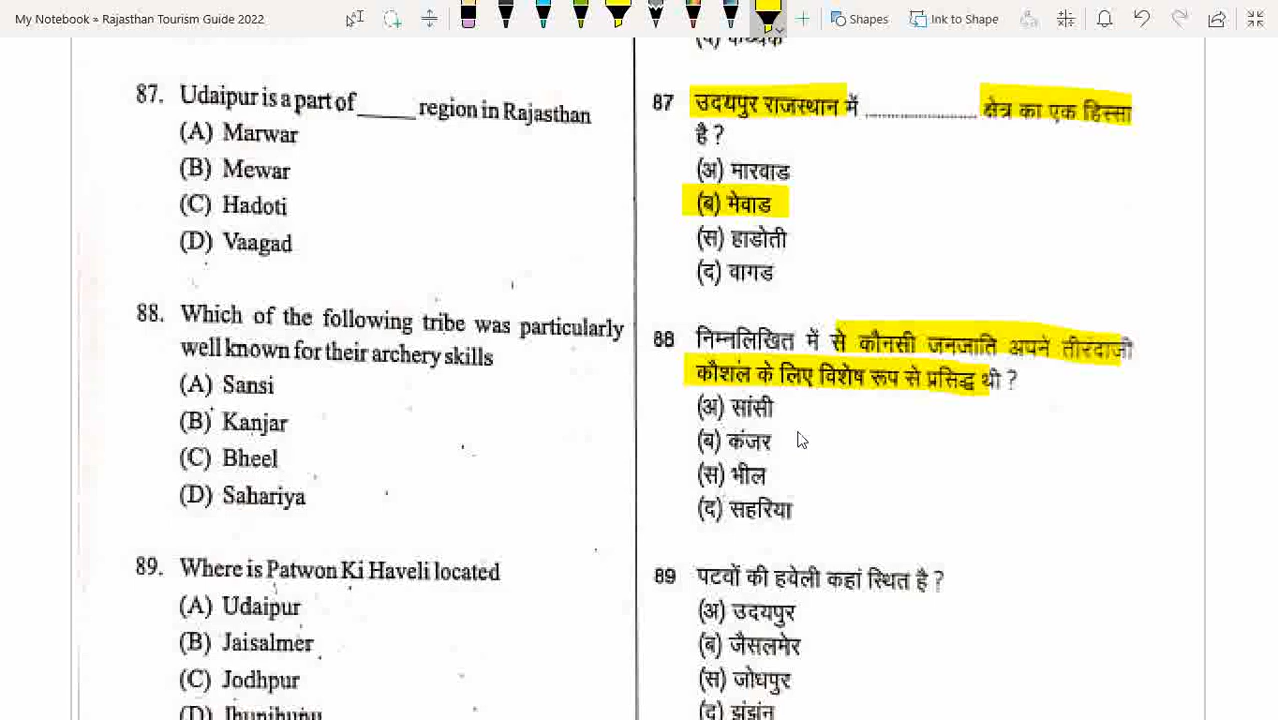 My Notebook » Rajasthan Tourism Guide 2022
Shapes
Ink to Shape
87. Udaipur is a part of _____ region in Rajasthan
(A) Marwar
(B) Mewar
(C) Hadoti
(D) Vaagad
88. Which of the following tribe was particularly
well known for their archery skills
(A) Sansi
(B) Kanjar
(C) Bheel
(D) Sahariya
89. Where is Patwon Ki Haveli located
(A) Udaipur
(B) Jaisalmer
(C) Jodhpur
(D) Jhunjhunu
87 उदयपुर राजस्थान में ........................ क्षेत्र का एक हिस्सा
है ?
(अ) मारवाड
(ब) मेवाड
(स) हाडोती
(द) वागड
88 निम्नलिखित में से कौनसी जनजाति अपने तीरंदाजी
कौशल के लिए विशेष रूप से प्रसिद्ध थी ?
(अ) सांसी
(ब) कंजर
(स) भील
(द) सहरिया
89 पटवों की हवेली कहां स्थित है ?
(अ) उदयपुर
(ब) जैसलमेर
(स) जोधपुर
(द) झुंझुंनु